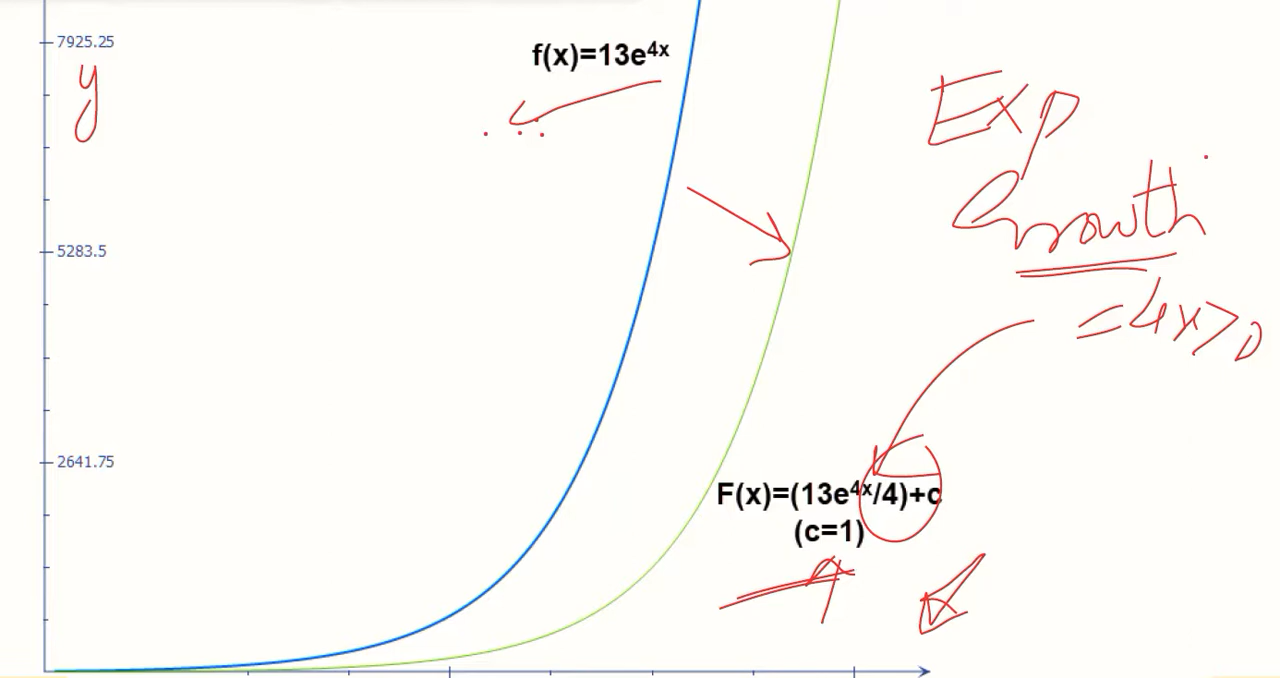 7925.25
y
f(x)=13e⁴ˣ
Exp
Growth
5283.5
=4x>0
2641.75
F(x)=(13e⁴ˣ/4)+c
(c=1)